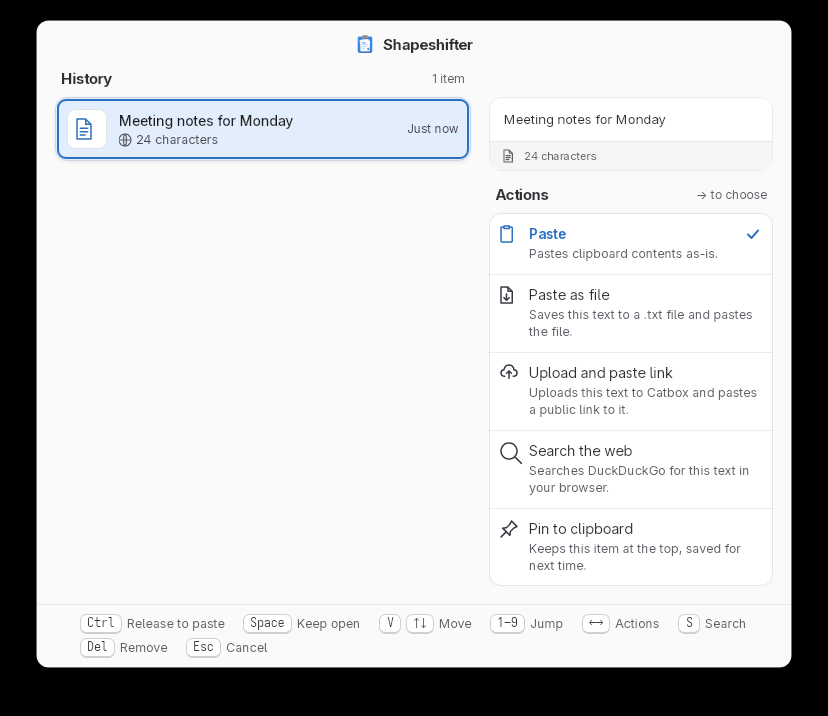 Shapeshifter
History
1 item
Meeting notes for Monday
24 characters
Just now
Meeting notes for Monday
24 characters
Actions
→ to choose
Paste
Pastes clipboard contents as-is.
Paste as file
Saves this text to a .txt file and pastes
the file.
Upload and paste link
Uploads this text to Catbox and pastes
a public link to it.
Search the web
Searches DuckDuckGo for this text in
your browser.
Pin to clipboard
Keeps this item at the top, saved for
next time.
Ctrl Release to paste Space Keep open V ↑↓ Move 1–9 Jump ↔ Actions S Search
Del Remove Esc Cancel